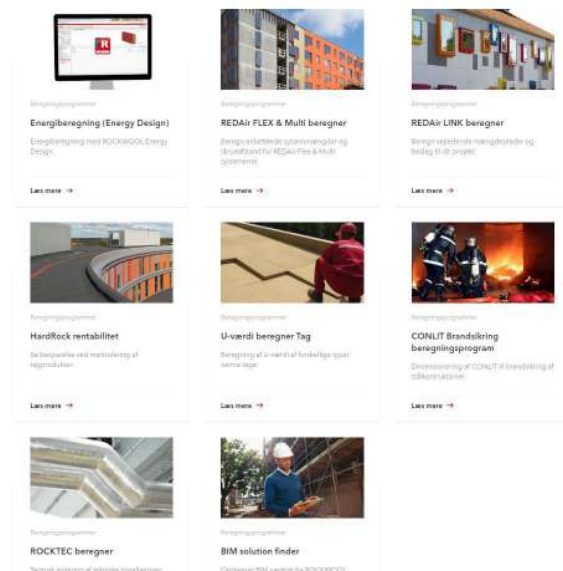 Beregningsprogrammer
Energiberegning (Energy Design)
Energiberegning med ROCKWOOL Energy
Design.
Læs mere →
Beregningsprogrammer
REDAir FLEX & Multi beregner
Beregn anbefalede systemmængder og
skrueafstand for REDAir Flex & Multi
systemerne.
Læs mere →
Beregningsprogrammer
REDAir LINK beregner
Beregn vejledende mængdeplader og
beslag til dit projekt.
Læs mere →
Beregningsprogrammer
HardRock rentabilitet
Se besparelse ved merisolering af
tagprodukter.
Læs mere →
Beregningsprogrammer
U-værdi beregner Tag
Beregning af u-værdi af forskellige typer
varme tage.
Læs mere →
Beregningsprogrammer
CONLIT Brandsikring
beregningsprogram
Dimensionering af CONLIT til brandsikring af
stålkonstruktioner.
Læs mere →
Beregningsprogrammer
ROCKTEC beregner
Beregningsprogrammer
BIM solution finder